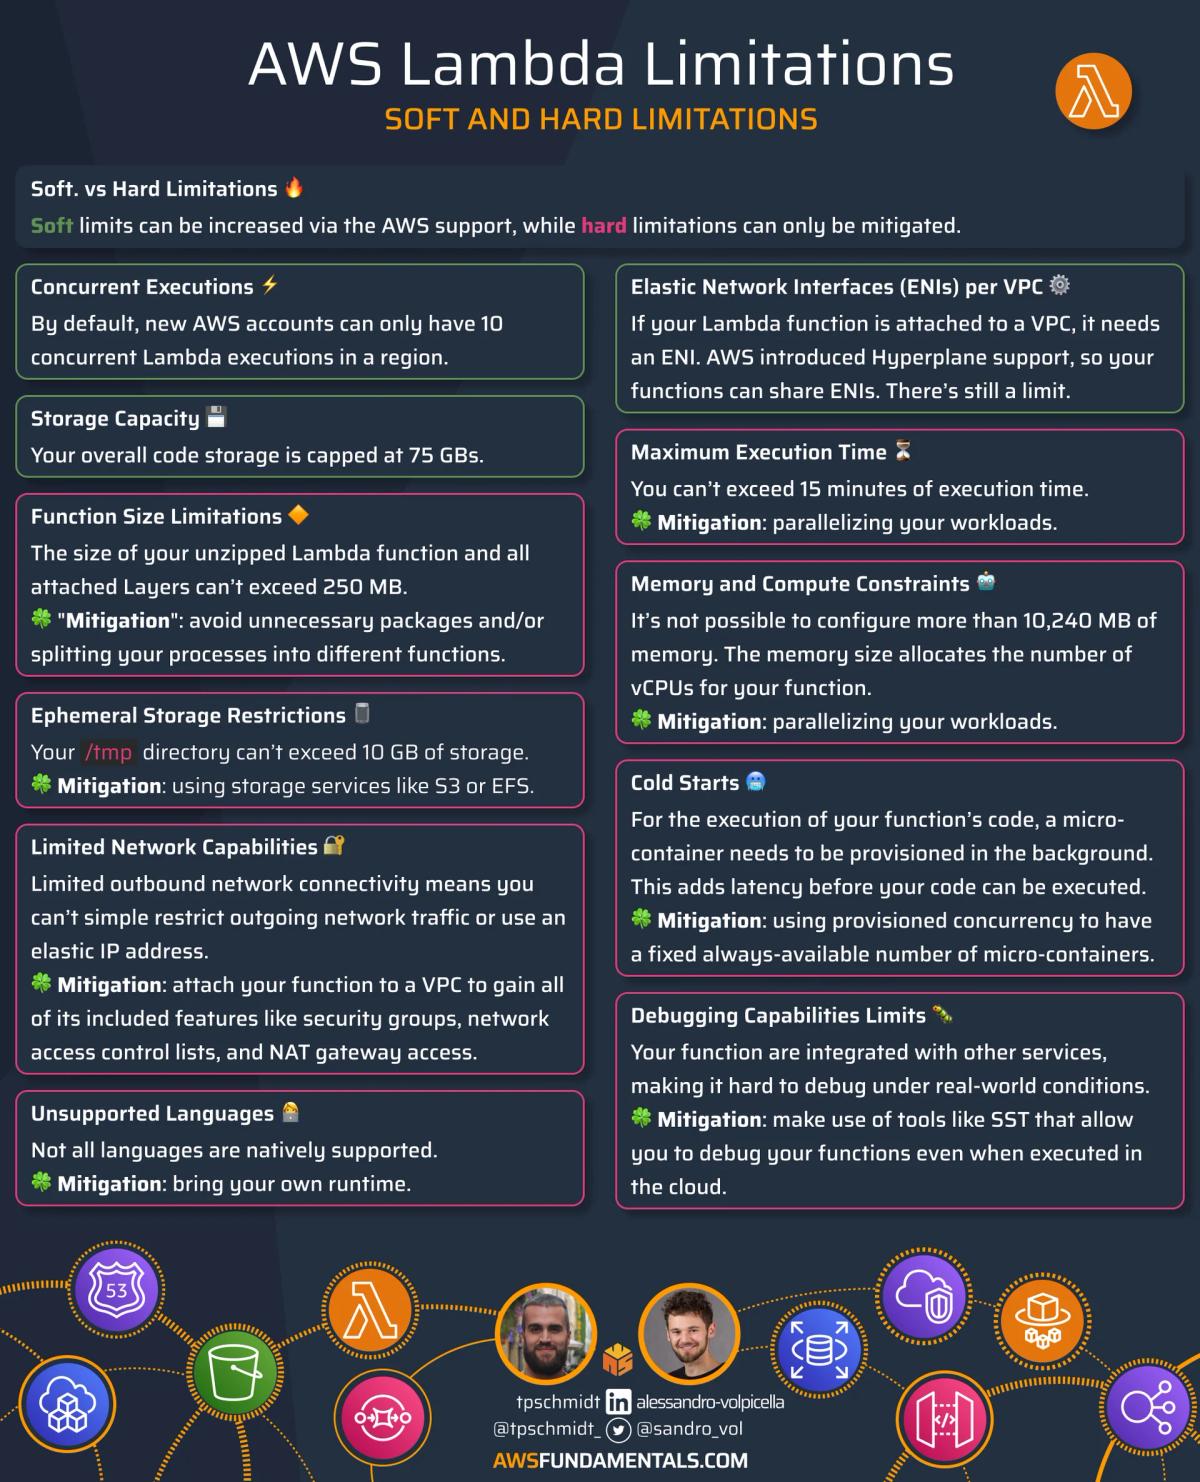 AWS Lambda Limitations
SOFT AND HARD LIMITATIONS
Soft. vs Hard Limitations 🔥
Soft limits can be increased via the AWS support, while hard limitations can only be mitigated.
Concurrent Executions ⚡
By default, new AWS accounts can only have 10
concurrent Lambda executions in a region.
Storage Capacity 💾
Your overall code storage is capped at 75 GBs.
Function Size Limitations 🔶
The size of your unzipped Lambda function and all
attached Layers can't exceed 250 MB.
🍀 "Mitigation": avoid unnecessary packages and/or
splitting your processes into different functions.
Ephemeral Storage Restrictions
Your /tmp directory can't exceed 10 GB of storage.
🍀 Mitigation: using storage services like S3 or EFS.
Limited Network Capabilities 🔐
Limited outbound network connectivity means you
can't simple restrict outgoing network traffic or use an
elastic IP address.
🍀 Mitigation: attach your function to a VPC to gain all
of its included features like security groups, network
access control lists, and NAT gateway access.
Unsupported Languages
Not all languages are natively supported.
🍀 Mitigation: bring your own runtime.
Elastic Network Interfaces (ENIs) per VPC ⚙️
If your Lambda function is attached to a VPC, it needs
an ENI. AWS introduced Hyperplane support, so your
functions can share ENIs. There's still a limit.
Maximum Execution Time ⏳
You can't exceed 15 minutes of execution time.
🍀 Mitigation: parallelizing your workloads.
Memory and Compute Constraints 🤖
It's not possible to configure more than 10,240 MB of
memory. The memory size allocates the number of
vCPUs for your function.
🍀 Mitigation: parallelizing your workloads.
Cold Starts 🥶
For the execution of your function's code, a micro-
container needs to be provisioned in the background.
This adds latency before your code can be executed.
🍀 Mitigation: using provisioned concurrency to have
a fixed always-available number of micro-containers.
Debugging Capabilities Limits 🐛
Your function are integrated with other services,
making it hard to debug under real-world conditions.
🍀 Mitigation: make use of tools like SST that allow
you to debug your functions even when executed in
the cloud.
53
tpschmidt in alessandro-volpicella
@tpschmidt_ @sandro_vol
AWSFUNDAMENTALS.COM